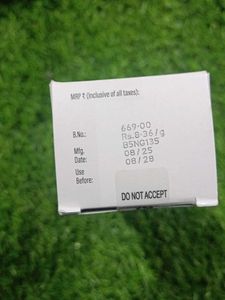 MRP ₹ (Inclusive of all taxes):
669-00
Rs.8-36/g
B.No.: B5NG135
Mfg. Date: 08/25
Use Before: 08/28
DO NOT ACCEPT